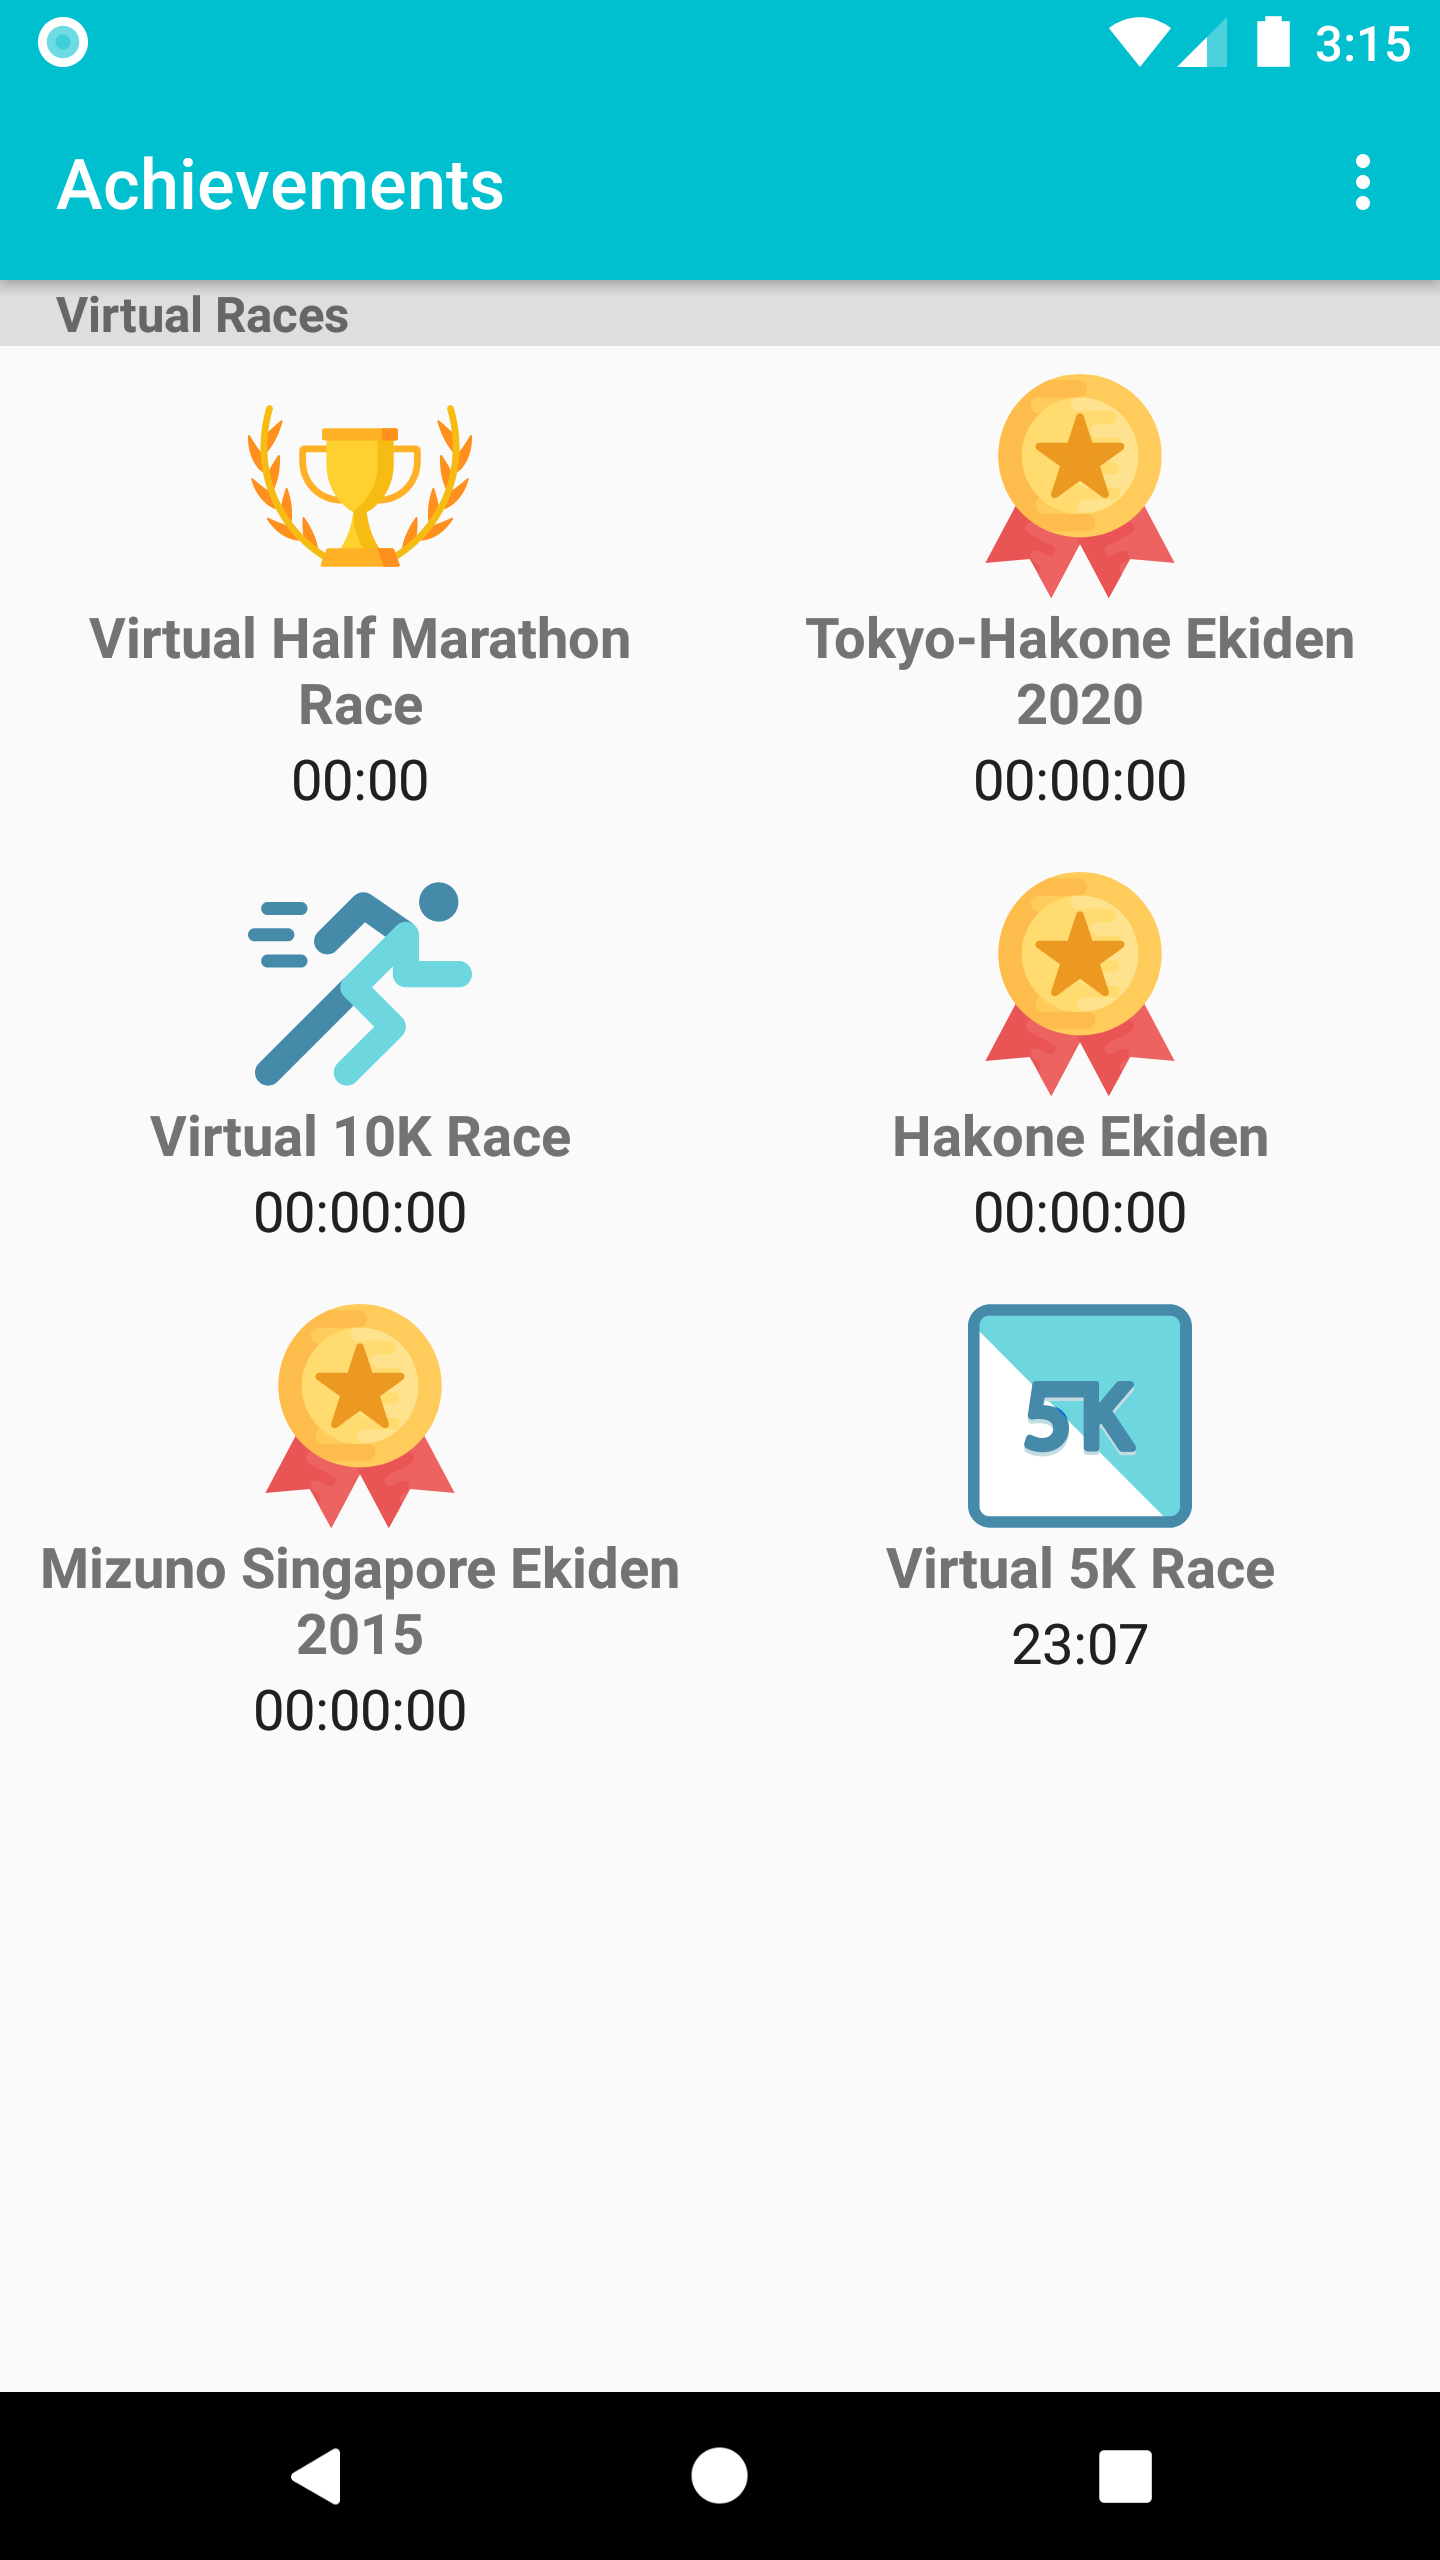 3:15
Achievements
Virtual Races
Virtual Half Marathon
Race
00:00
Tokyo-Hakone Ekiden
2020
00:00:00
Virtual 10K Race
00:00:00
Hakone Ekiden
00:00:00
Mizuno Singapore Ekiden
2015
00:00:00
5K
Virtual 5K Race
23:07